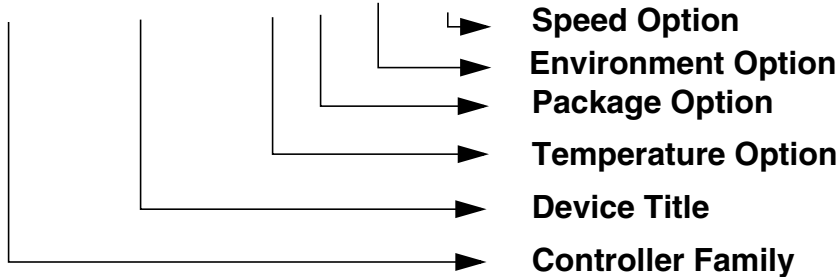 Speed Option
Environment Option
Package Option
Temperature Option
Device Title
Controller Family